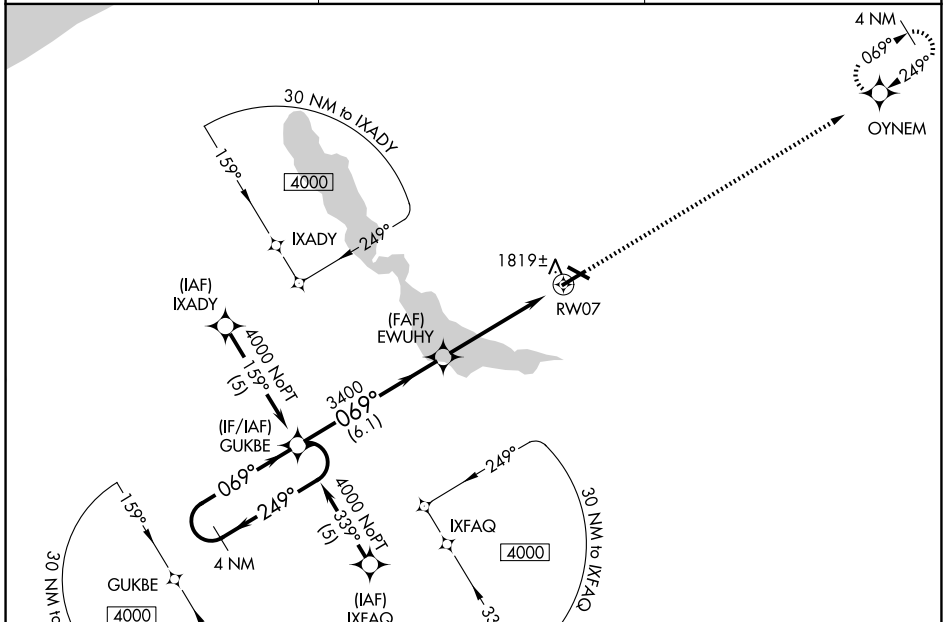 4 NM
069°
249°
OYNEM
30 NM to IXADY
159°
4000
IXADY
249°
1819±
RW07
(IAF)
IXADY
4000 NoPT
159°
(5)
(FAF)
EWUHY
3400
069°
(6.1)
(IF/IAF)
GUKBE
069°
249°
4 NM
4000 NoPT
339°
(5)
(IAF)
IXFAQ
249°
IXFAQ
4000
30 NM to IXFAQ
159°
GUKBE
4000
30 NM to